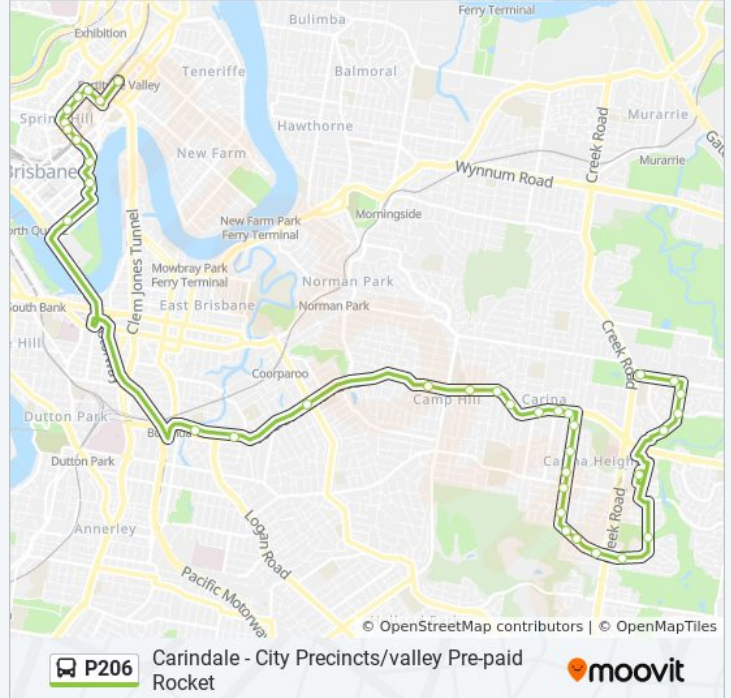 Ferry Terminal
Bulimba
Exhibition
Teneriffe
Balmoral
Valley
Murarrie
Spring Hill
Hawthorne
Creek Road
New Farm
Murarrie
Brisbane
Wynnum Road
New Farm Park
Ferry Terminal
Morningside
Clem Jones Tunnel
Mowbray Park
Ferry Terminal
Norman Park
South Bank
East Brisbane
Norman Park
Creek Road
e Hill
Coorparoo
Camp Hill
Carina
Dutton Park
Dutton Park
Creek Road
Annerley
Logan Road
Pacific Motorway
© OpenStreetMap contributors | © OpenMapTiles
P206
Carindale - City Precincts/valley Pre-paid
Rocket
moovit